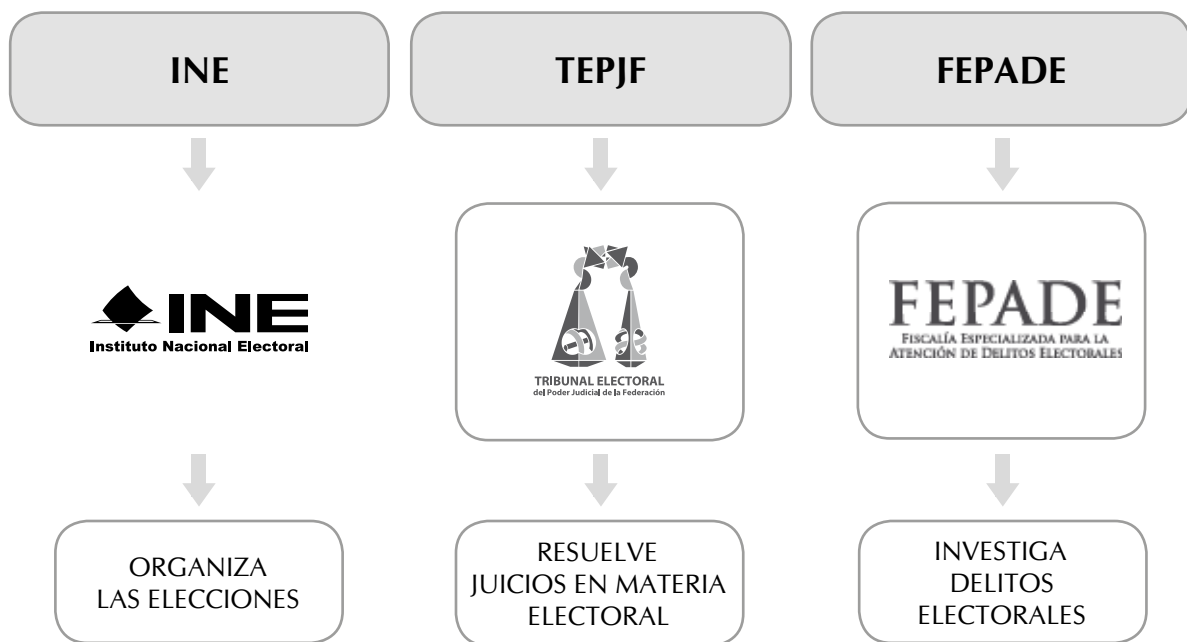 INE
TEPJF
FEPADE
INE
Instituto Nacional Electoral
TRIBUNAL ELECTORAL
del Poder Judicial de la Federación
FEPADE
FISCALÍA ESPECIALIZADA PARA LA
ATENCIÓN DE DELITOS ELECTORALES
ORGANIZA
LAS ELECCIONES
RESUELVE
JUICIOS EN MATERIA
ELECTORAL
INVESTIGA
DELITOS
ELECTORALES